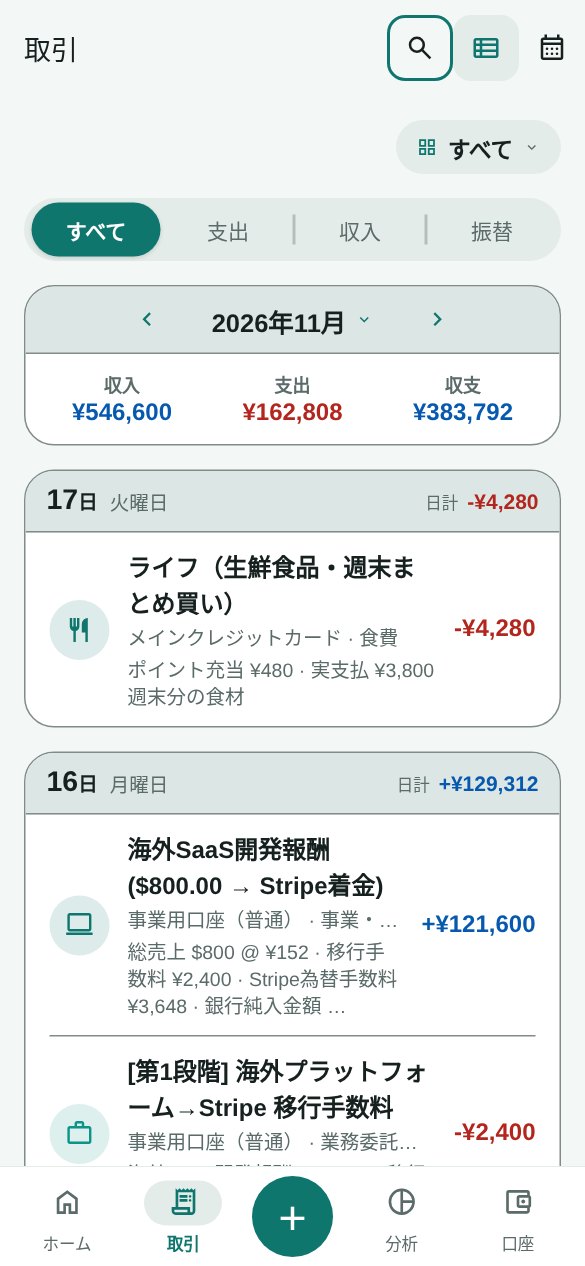 取引
すべて
すべて
支出
収入
振替
2026年11月
収入
支出
収支
¥546,600
¥162,808
¥383,792
17日 火曜日
日計 -¥4,280
ライフ（生鮮食品・週末ま
とめ買い）
メインクレジットカード · 食費
ポイント充当 ¥480 · 実支払 ¥3,800
週末分の食材
-¥4,280
16日 月曜日
日計 +¥129,312
海外SaaS開発報酬
($800.00 → Stripe着金)
事業用口座（普通） · 事業・…
総売上 $800 @ ¥152 · 移行手
数料 ¥2,400 · Stripe為替手数料
¥3,648 · 銀行純入金額 …
+¥121,600
[第1段階] 海外プラットフォ
ーム→Stripe 移行手数料
事業用口座（普通） · 業務委託…
-¥2,400
ホーム
取引
分析
口座